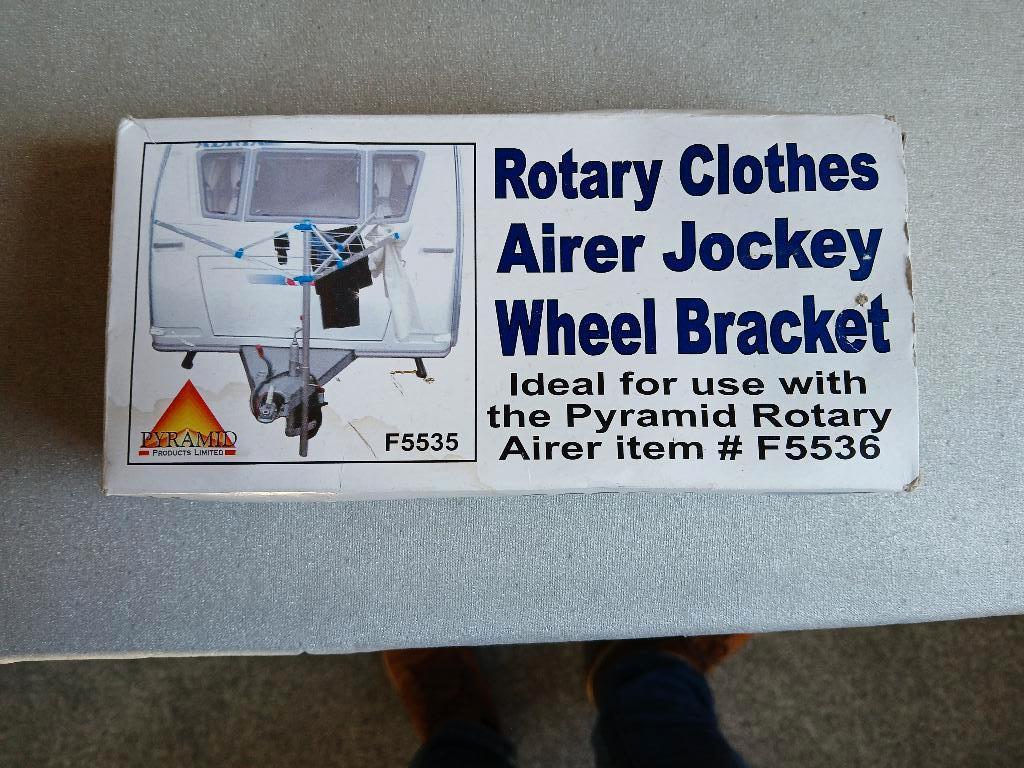 Rotary Clothes
Airer Jockey
Wheel Bracket
Ideal for use with
the Pyramid Rotary
Airer item # F5536
PYRAMID
PRODUCTS LIMITED
F5535